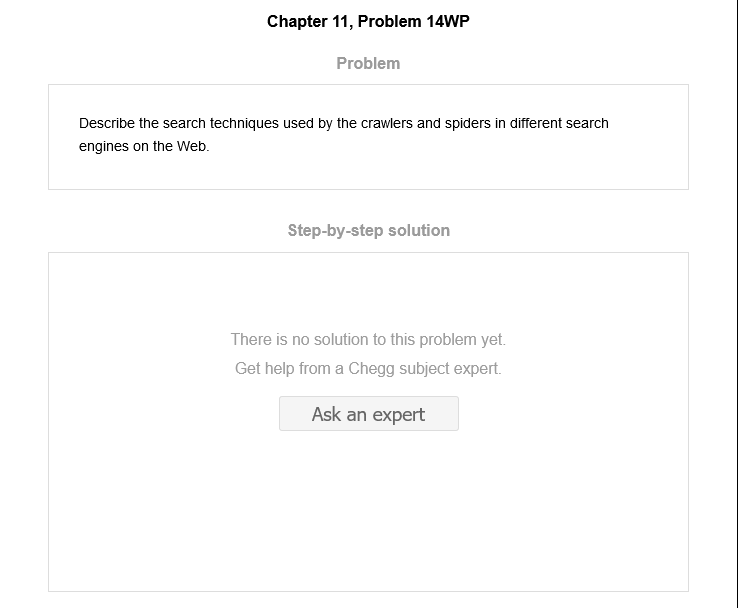 Chapter 11, Problem 14WP
Problem
Describe the search techniques used by the crawlers and spiders in different search
engines on the Web.
Step-by-step solution
There is no solution to this problem yet.
Get help from a Chegg subject expert.
Ask an expert